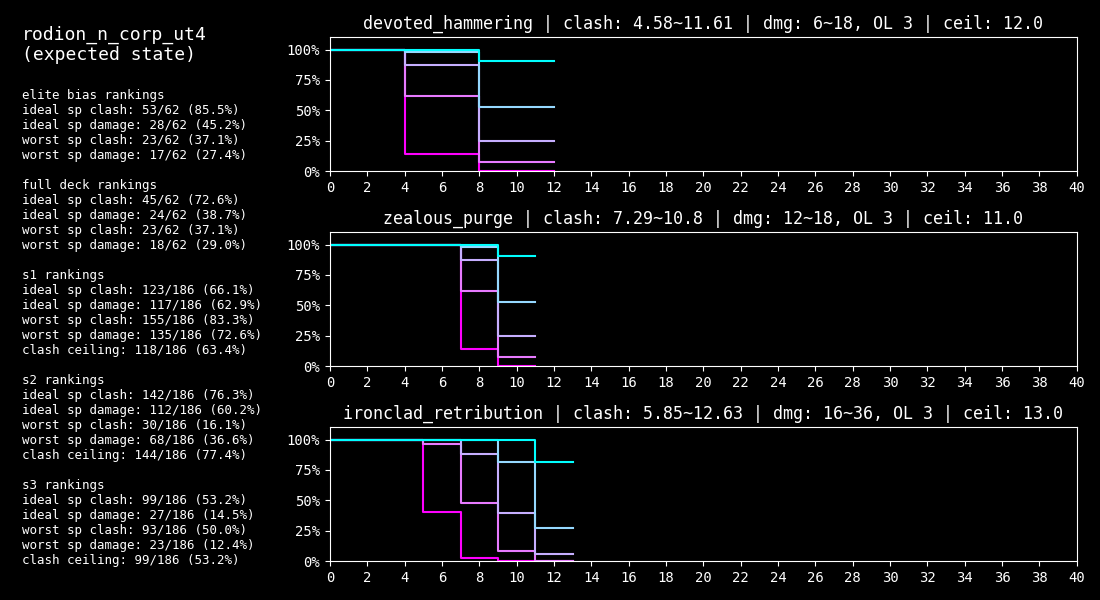 rodion_n_corp_ut4
(expected state)
elite bias rankings
ideal sp clash: 53/62 (85.5%)
ideal sp damage: 28/62 (45.2%)
worst sp clash: 23/62 (37.1%)
worst sp damage: 17/62 (27.4%)
full deck rankings
ideal sp clash: 45/62 (72.6%)
ideal sp damage: 24/62 (38.7%)
worst sp clash: 23/62 (37.1%)
worst sp damage: 18/62 (29.0%)
s1 rankings
ideal sp clash: 123/186 (66.1%)
ideal sp damage: 117/186 (62.9%)
worst sp clash: 155/186 (83.3%)
worst sp damage: 135/186 (72.6%)
clash ceiling: 118/186 (63.4%)
s2 rankings
ideal sp clash: 142/186 (76.3%)
ideal sp damage: 112/186 (60.2%)
worst sp clash: 30/186 (16.1%)
worst sp damage: 68/186 (36.6%)
clash ceiling: 144/186 (77.4%)
s3 rankings
ideal sp clash: 99/186 (53.2%)
ideal sp damage: 27/186 (14.5%)
worst sp clash: 93/186 (50.0%)
worst sp damage: 23/186 (12.4%)
clash ceiling: 99/186 (53.2%)
devoted_hammering | clash: 4.58~11.61 | dmg: 6~18, OL 3 | ceil: 12.0
100%
75%
50%
25%
0%
0 2 4 6 8 10 12 14 16 18 20 22 24 26 28 30 32 34 36 38 40
zealous_purge | clash: 7.29~10.8 | dmg: 12~18, OL 3 | ceil: 11.0
100%
75%
50%
25%
0%
0 2 4 6 8 10 12 14 16 18 20 22 24 26 28 30 32 34 36 38 40
ironclad_retribution | clash: 5.85~12.63 | dmg: 16~36, OL 3 | ceil: 13.0
100%
75%
50%
25%
0%
0 2 4 6 8 10 12 14 16 18 20 22 24 26 28 30 32 34 36 38 40